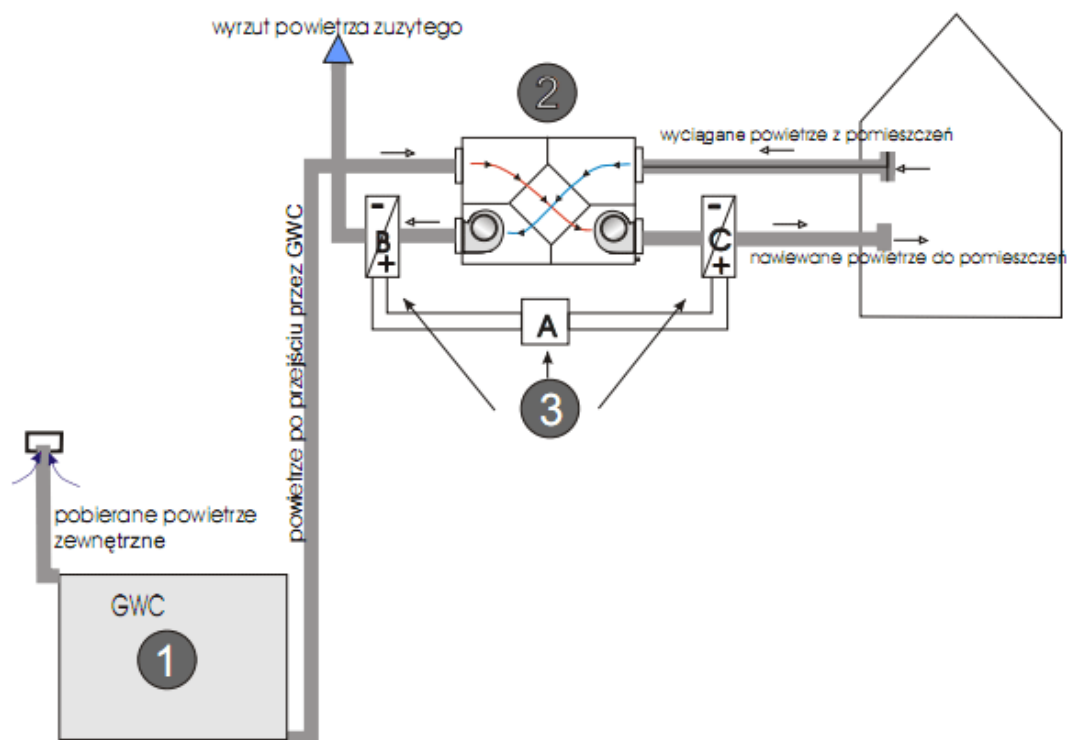 wyrzut powietrza zuzytego
2
wyciągane powietrze z pomieszczeń
-
B
+
-
C
+
nawiewane powietrze do pomieszczeń
A
3
powietrze po przejściu przez GWC
pobierane powietrze
zewnętrzne
GWC
1